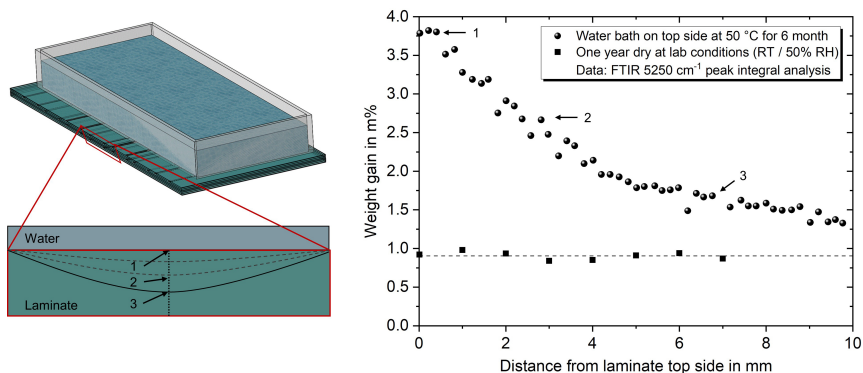 Water
1
2
3
Laminate
Weight gain in m%
4.0
3.5
3.0
2.5
2.0
1.5
1.0
0.5
0.0
Water bath on top side at 50 °C for 6 month
One year dry at lab conditions (RT / 50% RH)
Data: FTIR 5250 cm⁻¹ peak integral analysis
1
2
3
0 2 4 6 8 10
Distance from laminate top side in mm